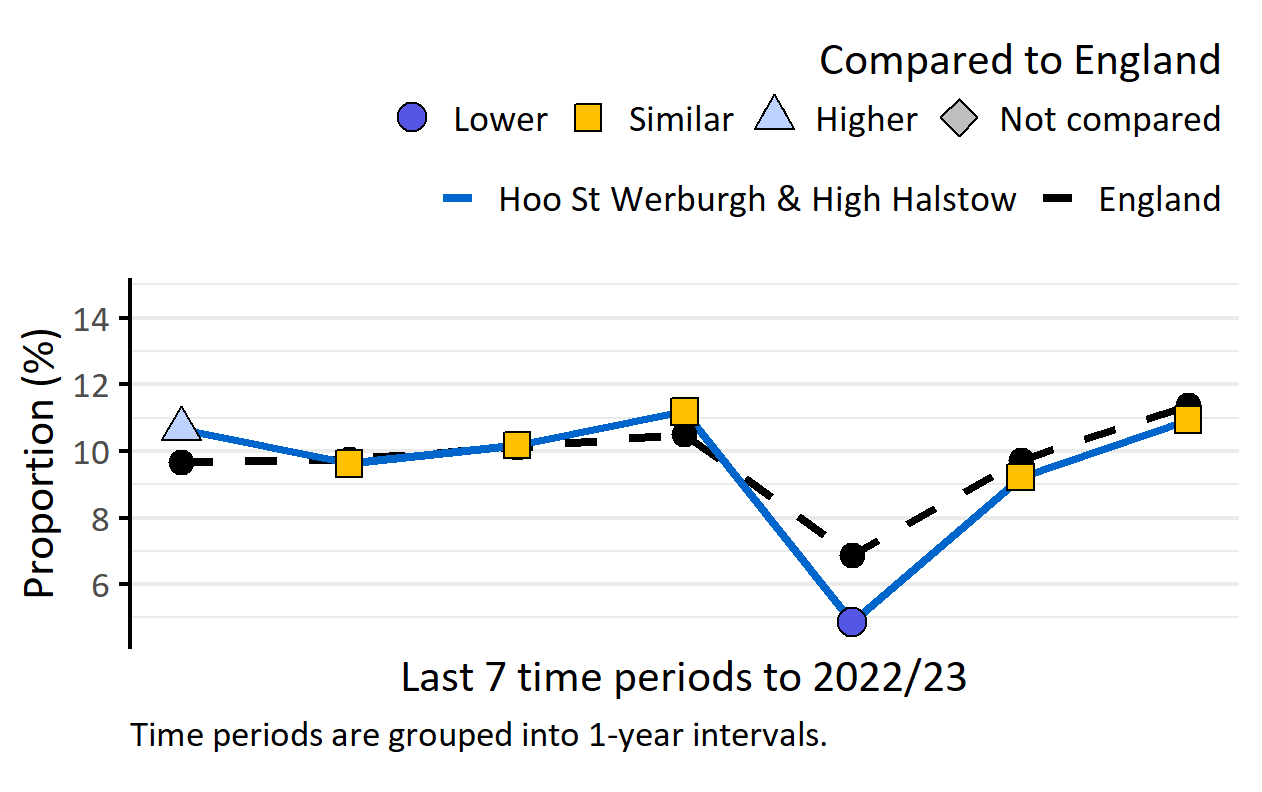 Compared to England
Lower Similar Higher Not compared
Hoo St Werburgh & High Halstow England
Proportion (%)
14
12
10
8
6
Last 7 time periods to 2022/23
Time periods are grouped into 1-year intervals.